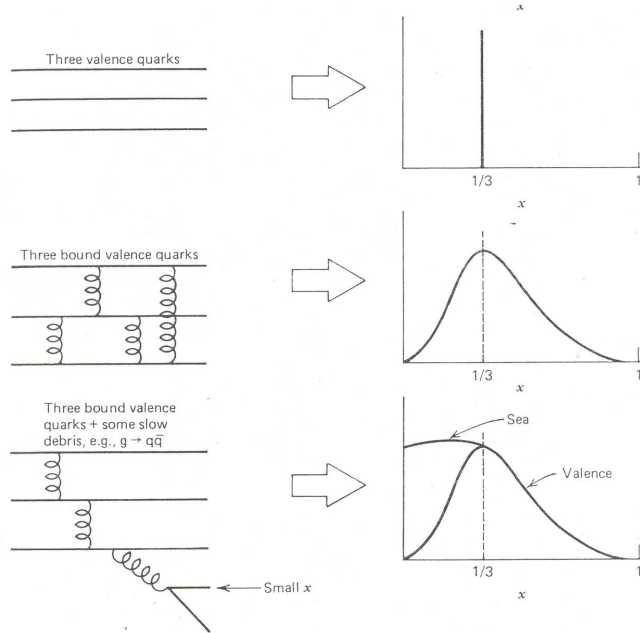 x
Three valence quarks
1/3
1
x
Three bound valence quarks
1/3
1
x
Three bound valence
quarks + some slow
debris, e.g., g → qq̅
Sea
Valence
Small x
1/3
1
x